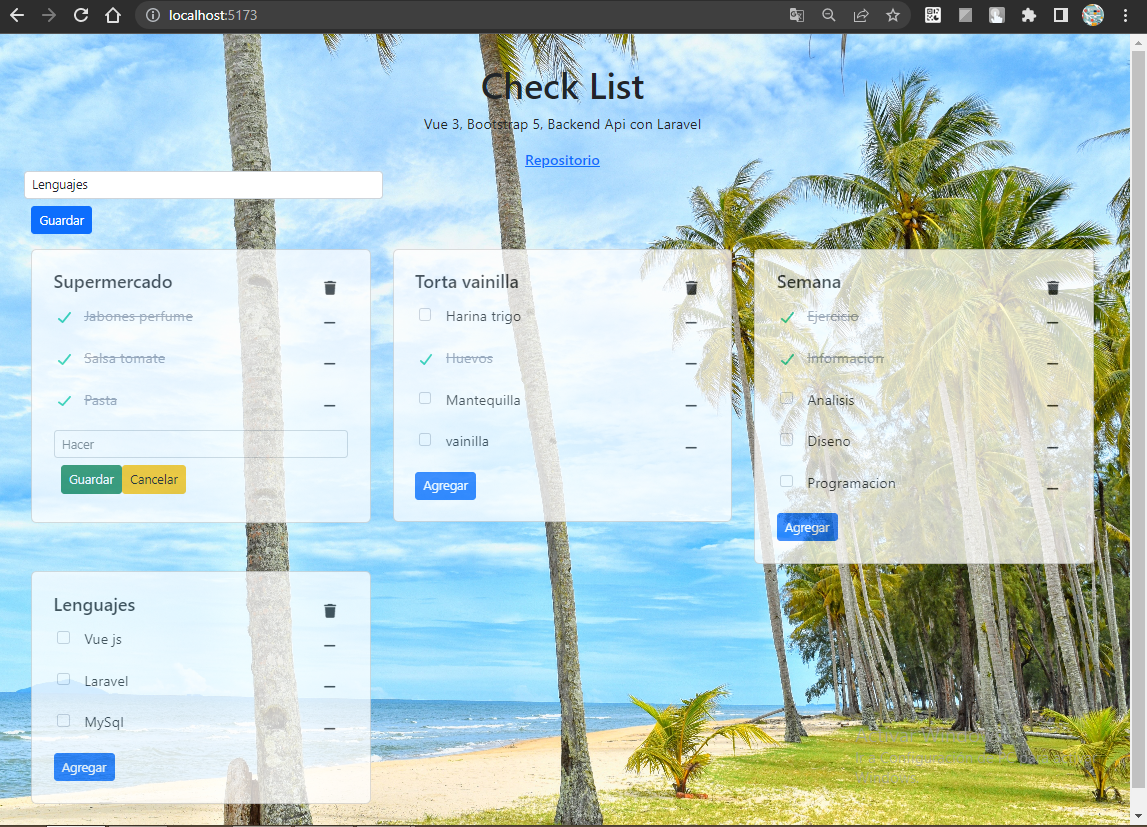 localhost:5173
Check List
Vue 3, Bootstrap 5, Backend Api con Laravel
Repositorio
Lenguajes
Guardar
Supermercado
Jabones perfume
Salsa tomate
Pasta
Hacer
Guardar Cancelar
Torta vainilla
Harina trigo
Huevos
Mantequilla
vainilla
Agregar
Semana
Ejercicio
Informacion
Analisis
Diseno
Programacion
Agregar
Lenguajes
Vue js
Laravel
MySql
Agregar